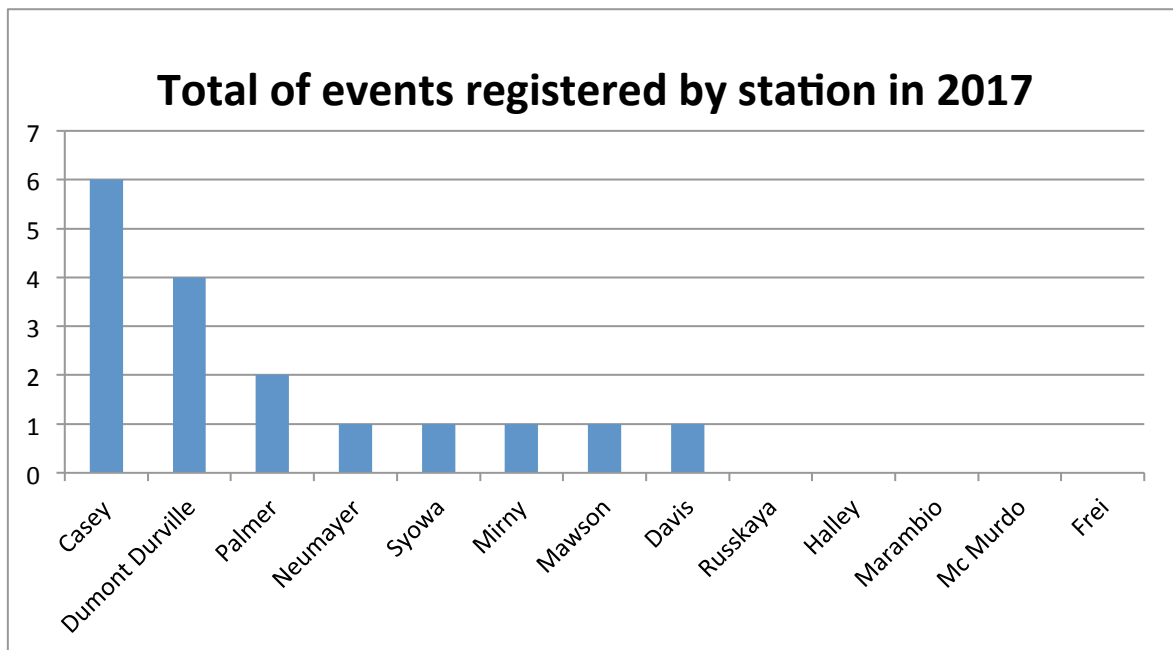 Total of events registered by station in 2017
7
6
5
4
3
2
1
0
Casey
Dumont Durville
Palmer
Neumayer
Syowa
Mirny
Mawson
Davis
Russkaya
Halley
Marambio
Mc Murdo
Frei